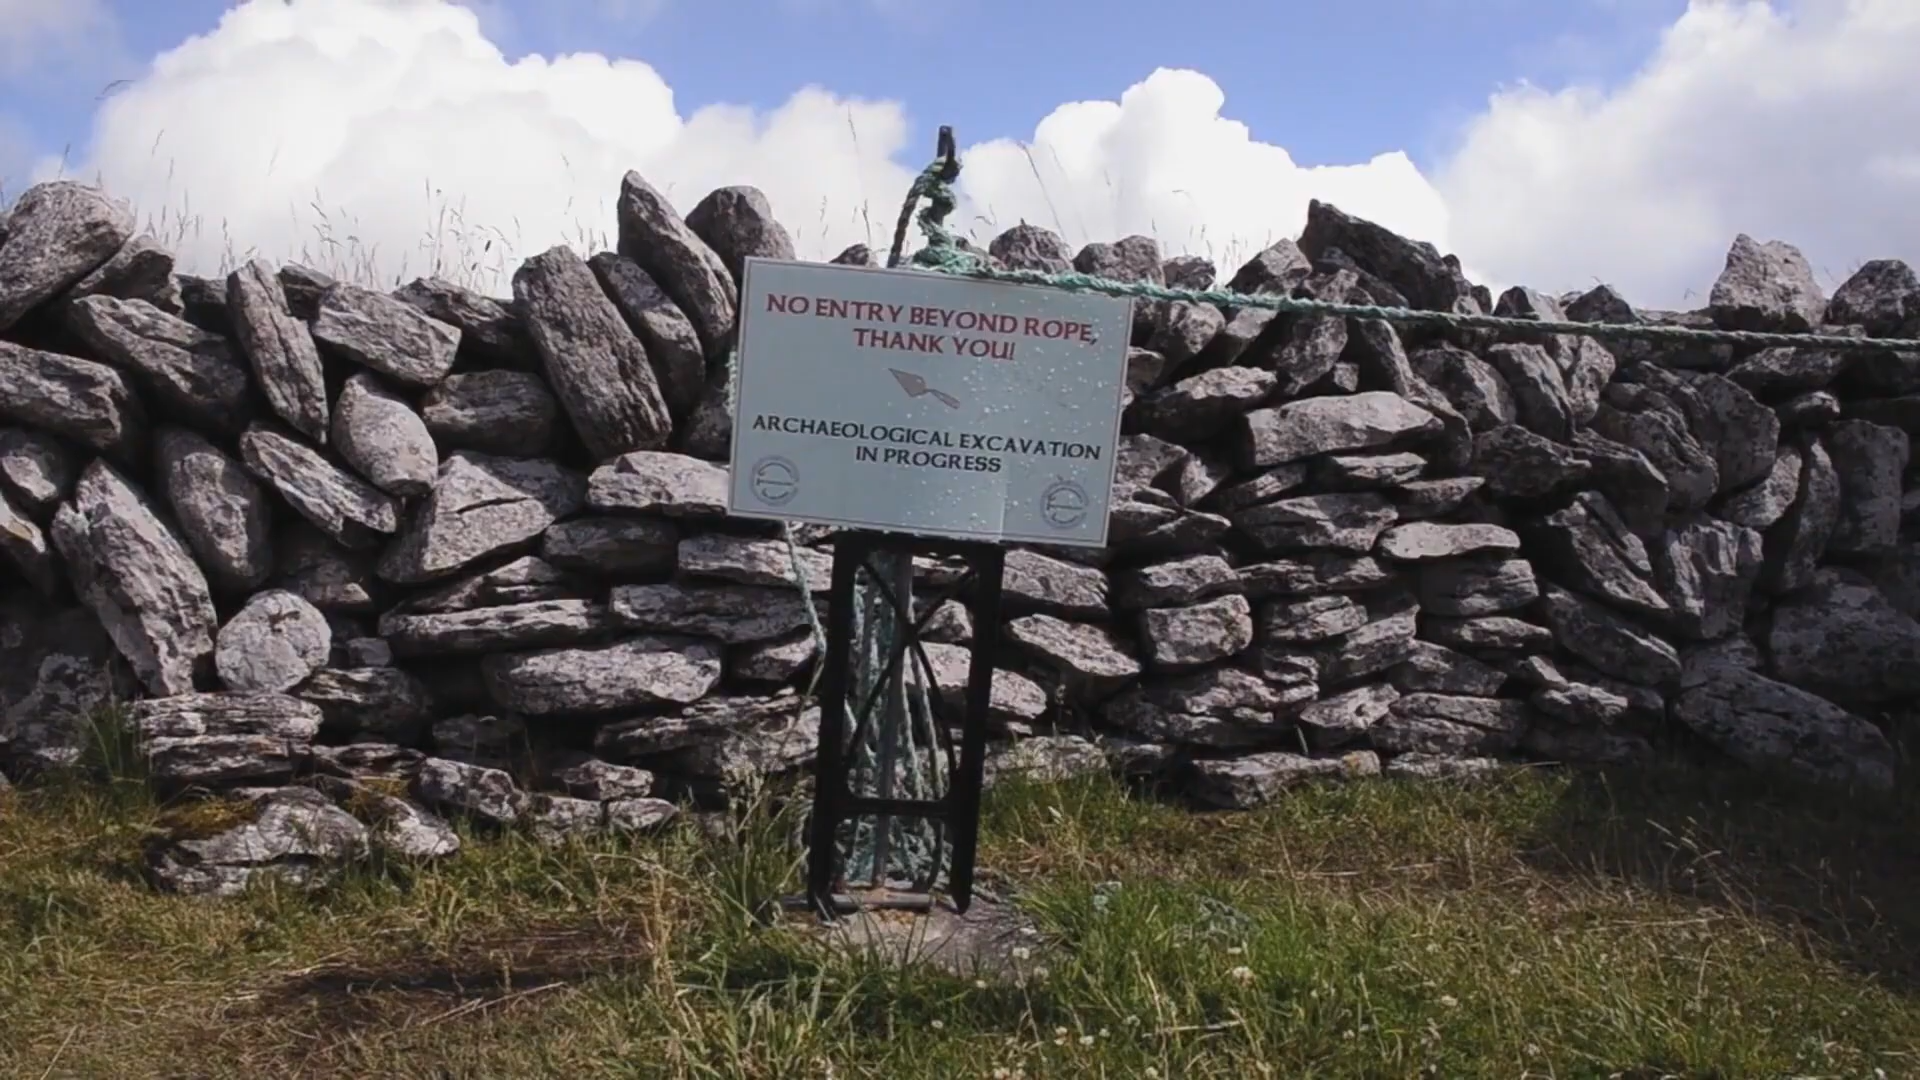 NO ENTRY BEYOND ROPE,
THANK YOU!
ARCHAEOLOGICAL EXCAVATION
IN PROGRESS